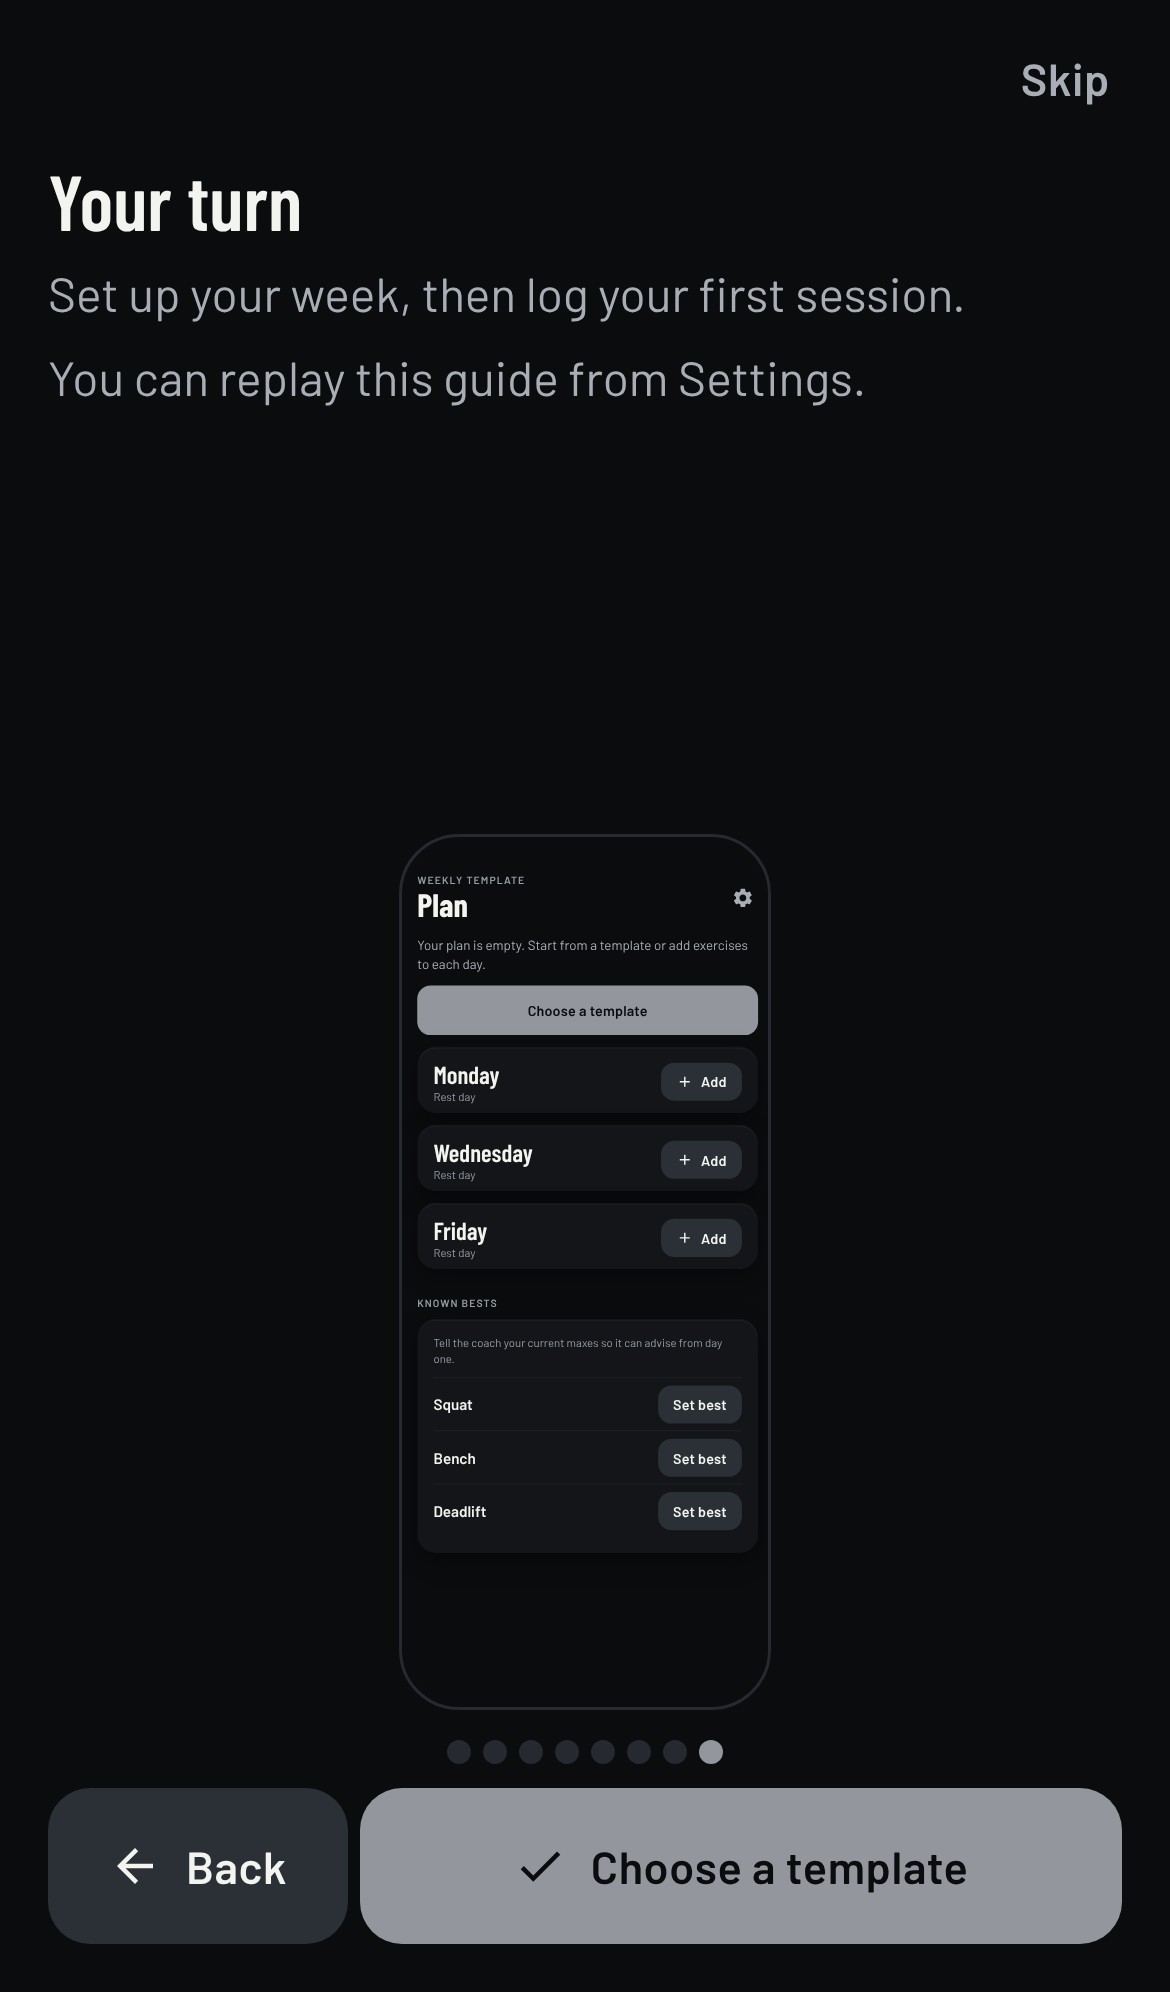 Skip
Your turn
Set up your week, then log your first session.
You can replay this guide from Settings.
WEEKLY TEMPLATE
Plan
Your plan is empty. Start from a template or add exercises
to each day.
Choose a template
Monday
Rest day
+ Add
Wednesday
Rest day
+ Add
Friday
Rest day
+ Add
KNOWN BESTS
Tell the coach your current maxes so it can advise from day
one.
Squat
Set best
Bench
Set best
Deadlift
Set best
Back
Choose a template